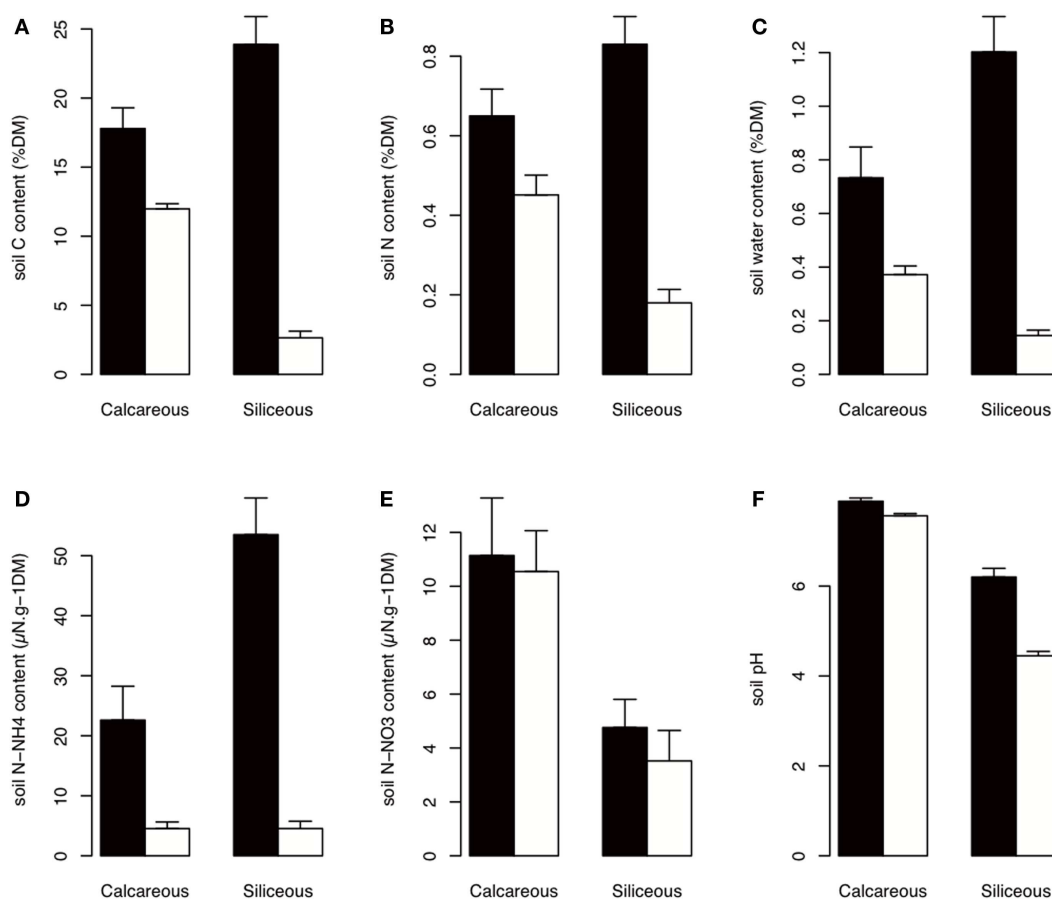 A
soil C content (%DM)
0
5
10
15
20
25
Calcareous
Siliceous
B
soil N content (%DM)
0.0
0.2
0.4
0.6
0.8
Calcareous
Siliceous
C
soil water content (%DM)
0.0
0.2
0.4
0.6
0.8
1.0
1.2
Calcareous
Siliceous
D
soil N−NH4 content (µN.g−1DM)
0
10
20
30
40
50
Calcareous
Siliceous
E
soil N−NO3 content (µN.g−1DM)
0
2
4
6
8
10
12
Calcareous
Siliceous
F
soil pH
0
2
4
6
Calcareous
Siliceous